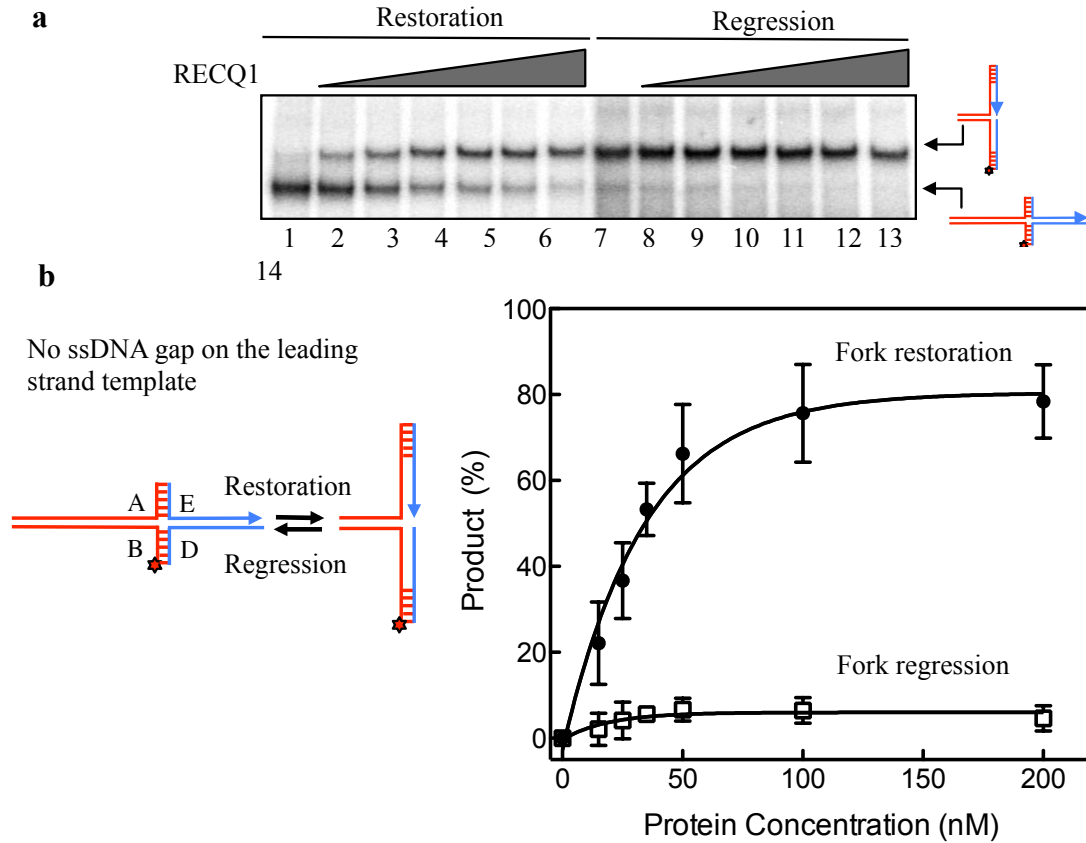 a
Restoration Regression
RECQ1
1 2 3 4 5 6 7 8 9 10 11 12 13
14
b
No ssDNA gap on the leading
strand template
A E
B D
Restoration
Regression
Product (%)
100
80
60
40
20
0
Fork restoration
Fork regression
0 50 100 150 200
Protein Concentration (nM)